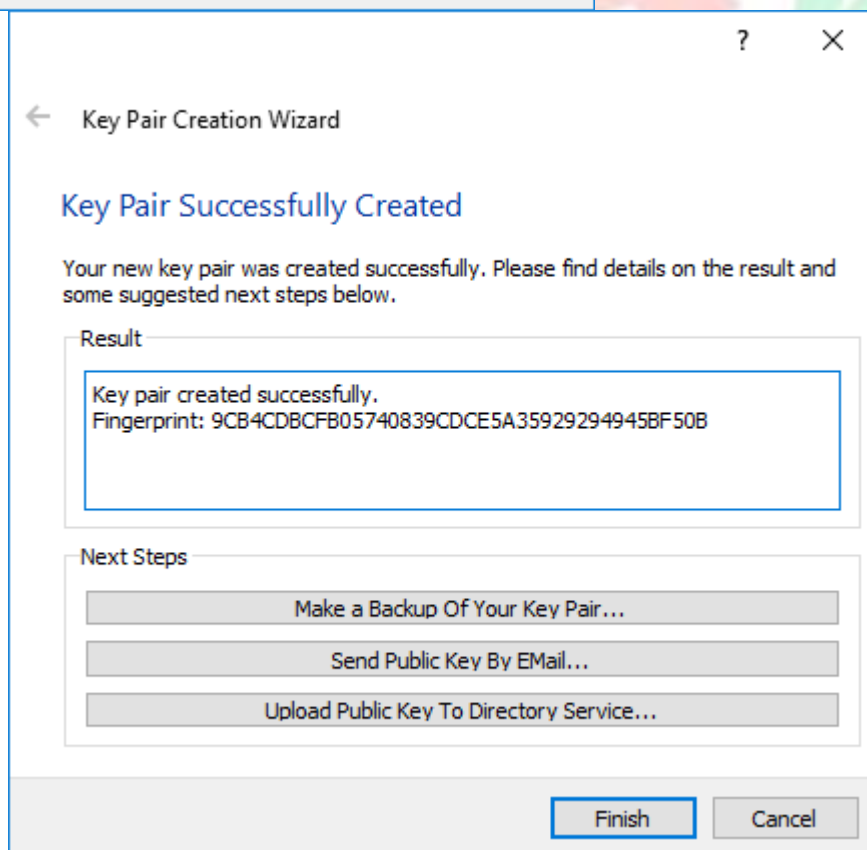 ?
Key Pair Creation Wizard
Key Pair Successfully Created
Your new key pair was created successfully. Please find details on the result and
some suggested next steps below.
Result
Key pair created successfully.
Fingerprint: 9CB4CDBCFB05740839CDCE5A35929294945BF50B
Next Steps
Make a Backup Of Your Key Pair...
Send Public Key By EMail...
Upload Public Key To Directory Service...
Finish
Cancel